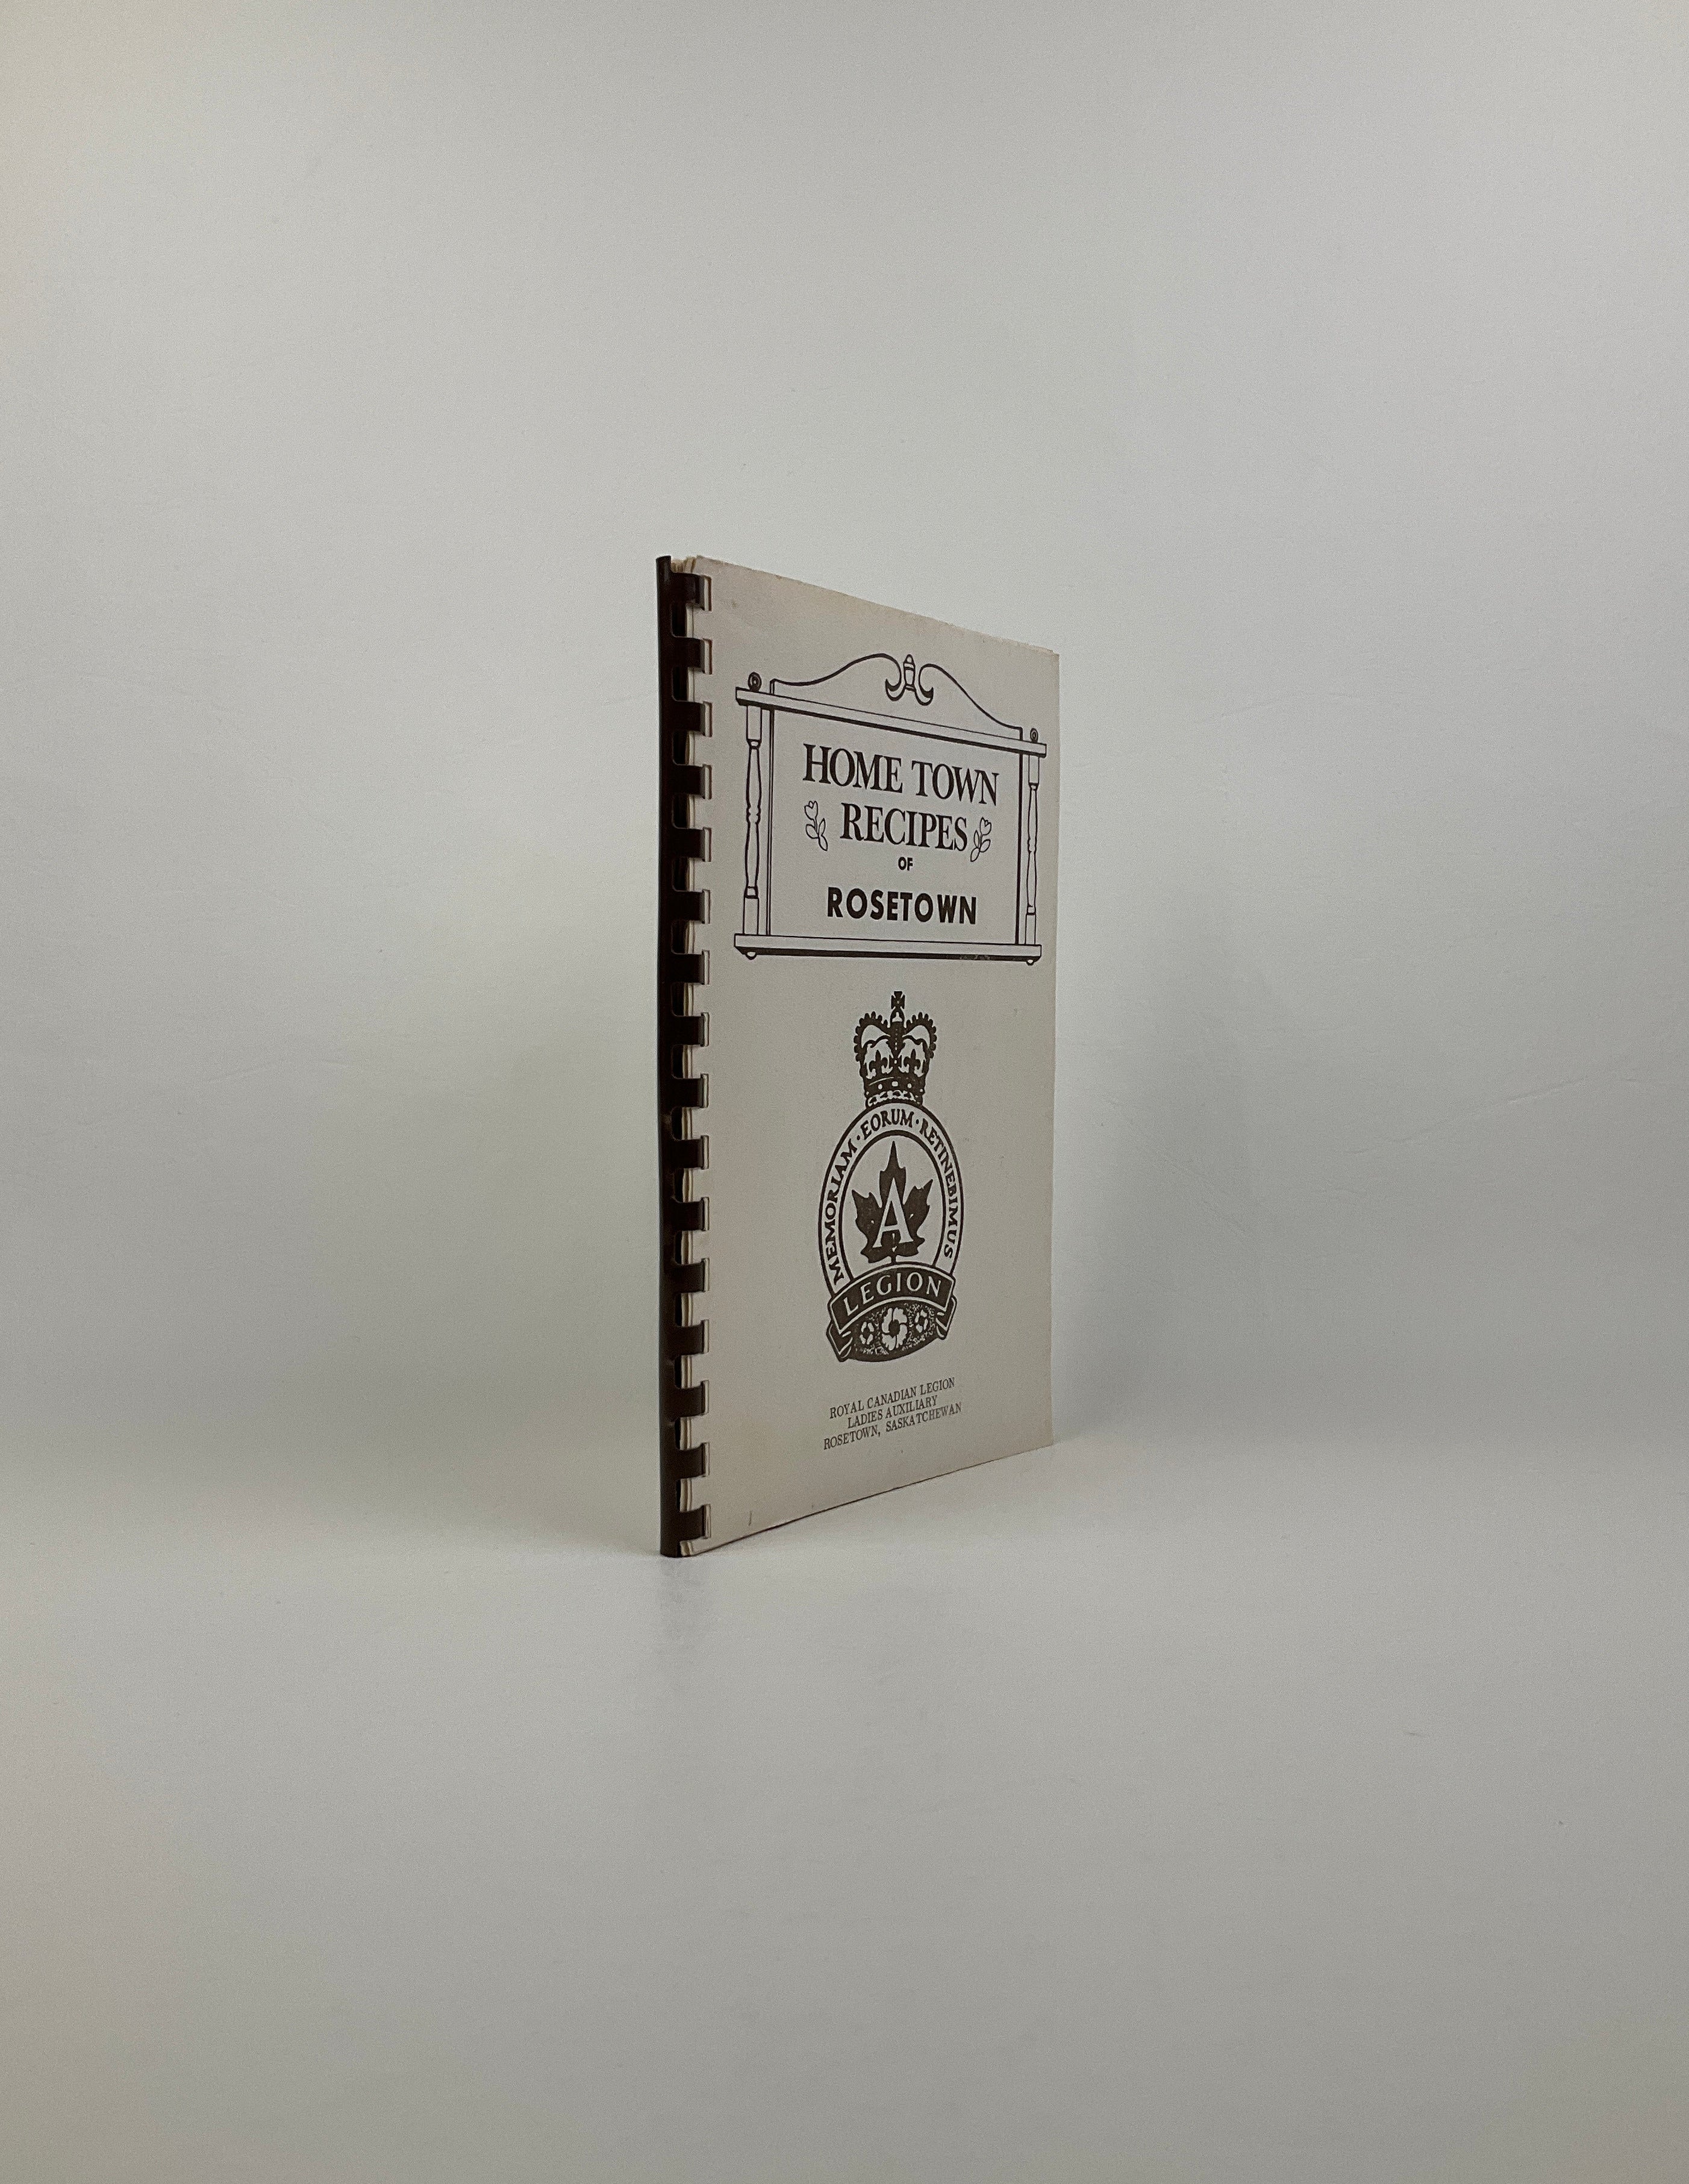 HOME TOWN
RECIPES
OF
ROSETOWN
MEMORIAM·EORUM·RETINEBIMUS
A
LEGION
ROYAL CANADIAN LEGION
LADIES AUXILIARY
ROSETOWN, SASKATCHEWAN